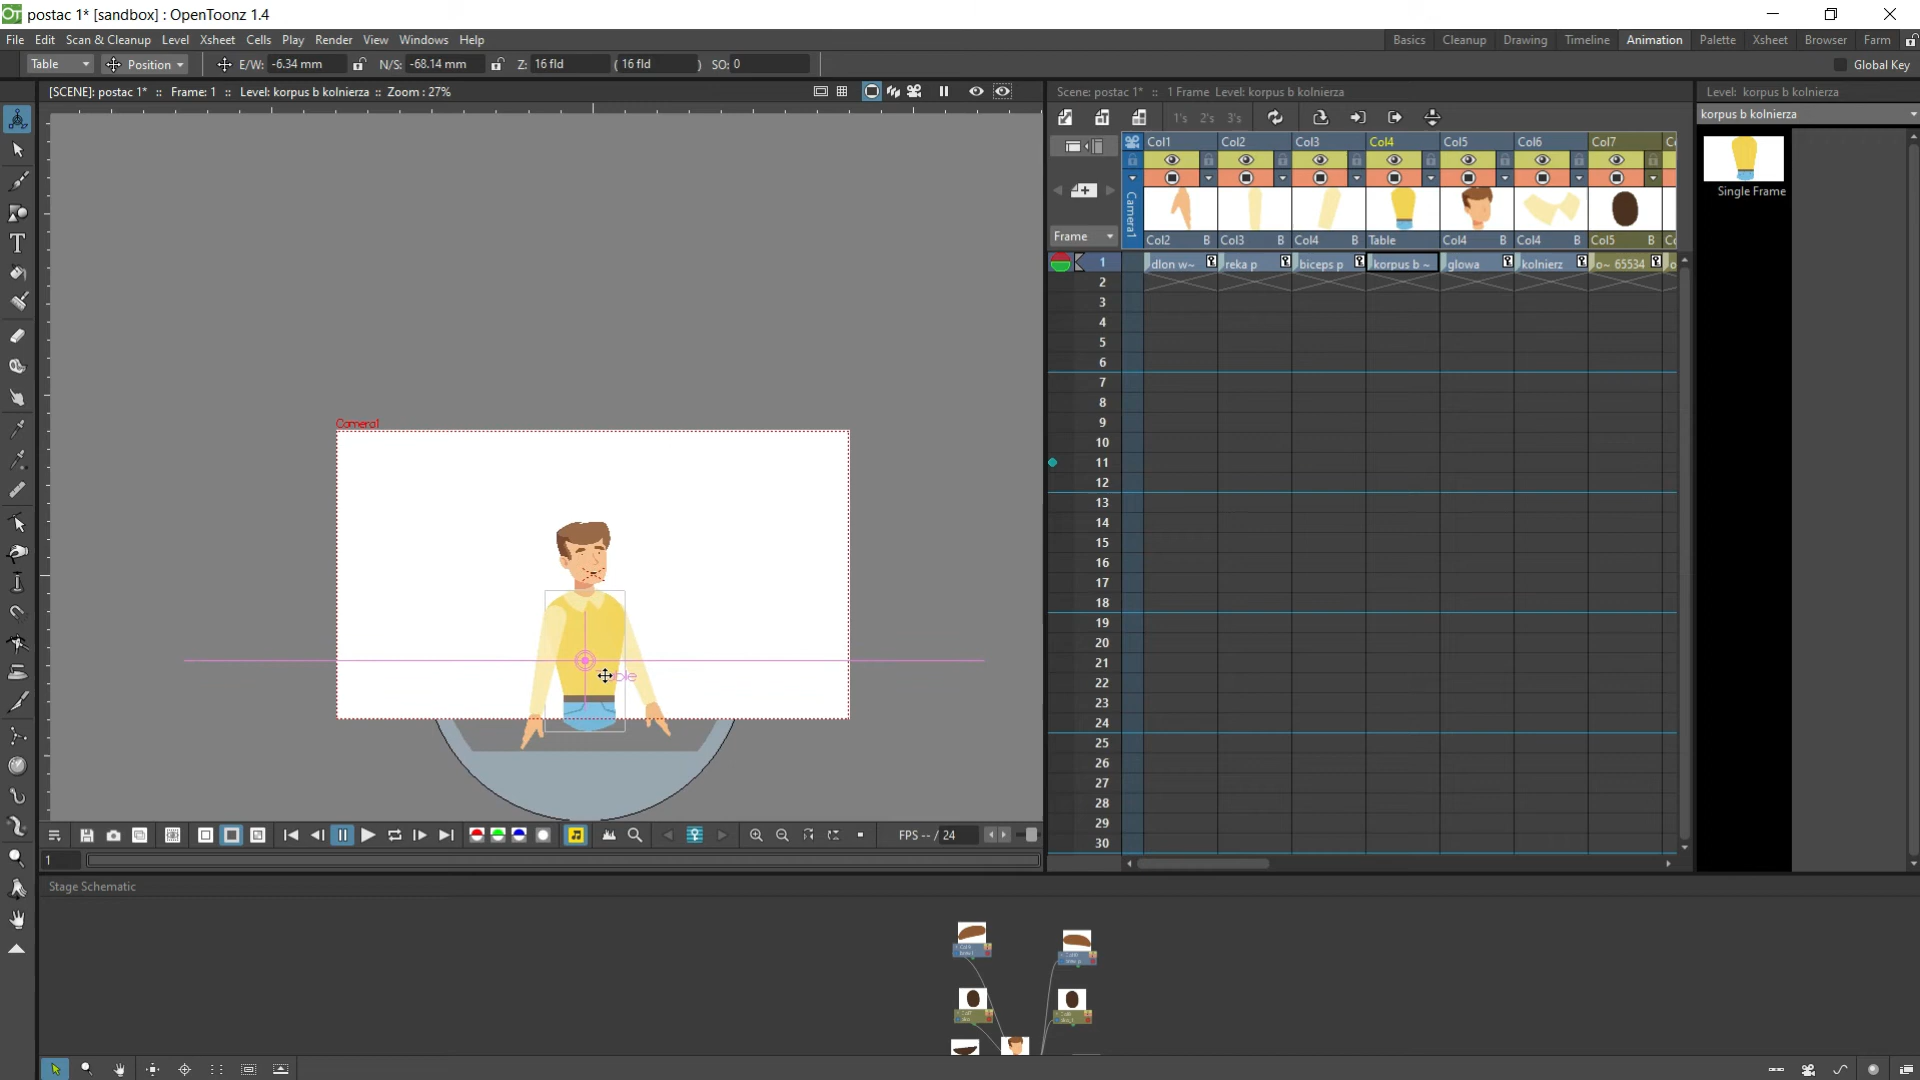 postac 1* [sandbox] : OpenToonz 1.4
File Edit Scan & Cleanup Level Xsheet Cells Play Render View Windows Help
Basics Cleanup Drawing Timeline Animation Palette Xsheet Browser Farm
Table Position E/W: -6.34 mm N/S: -68.14 mm Z: 16 fld ( 16 fld ) SO: 0 Global Key
[SCENE]: postac 1* :: Frame: 1 :: Level: korpus b kolnierza :: Zoom : 27%
Scene: postac 1* :: 1 Frame Level: korpus b kolnierza
Level: korpus b kolnierza
korpus b kolnierza
1's 2's 3's
Col1 Col2 Col3 Col4 Col5 Col6 Col7
Single Frame
Camera1
Frame
Col2 B Col3 B Col4 B Table Col4 B Col4 B Col5 B
1 dlon w~ reka p biceps p korpus b ~ glowa kolnierz o~ 65534
2
3
4
5
6
7
8
9
10
11
12
13
14
15
16
17
18
19
20
21
22
23
24
25
26
27
28
29
30
Camera1
FPS -- / 24
1
Stage Schematic